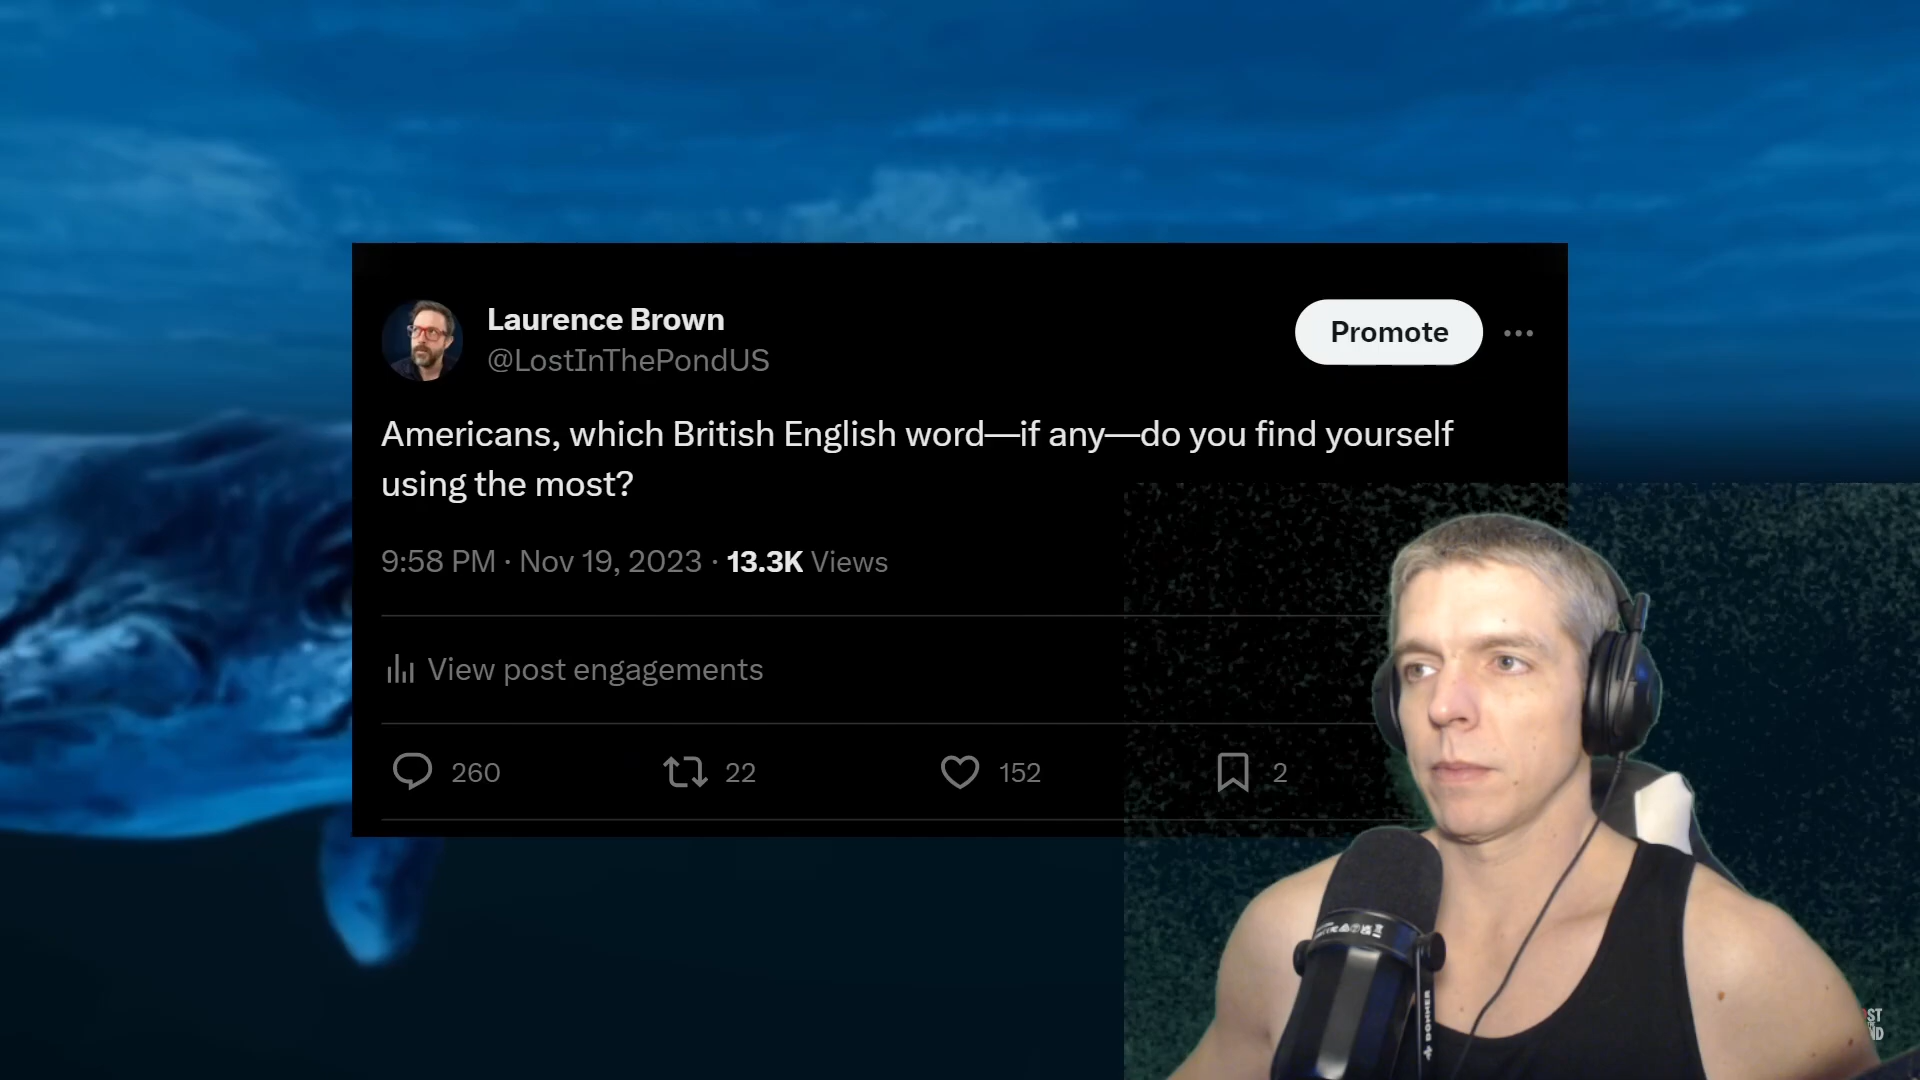 Laurence Brown
@LostInThePondUS
Promote
Americans, which British English word—if any—do you find yourself
using the most?
9:58 PM · Nov 19, 2023 · 13.3K Views
View post engagements
260 22 152 2
DONNER